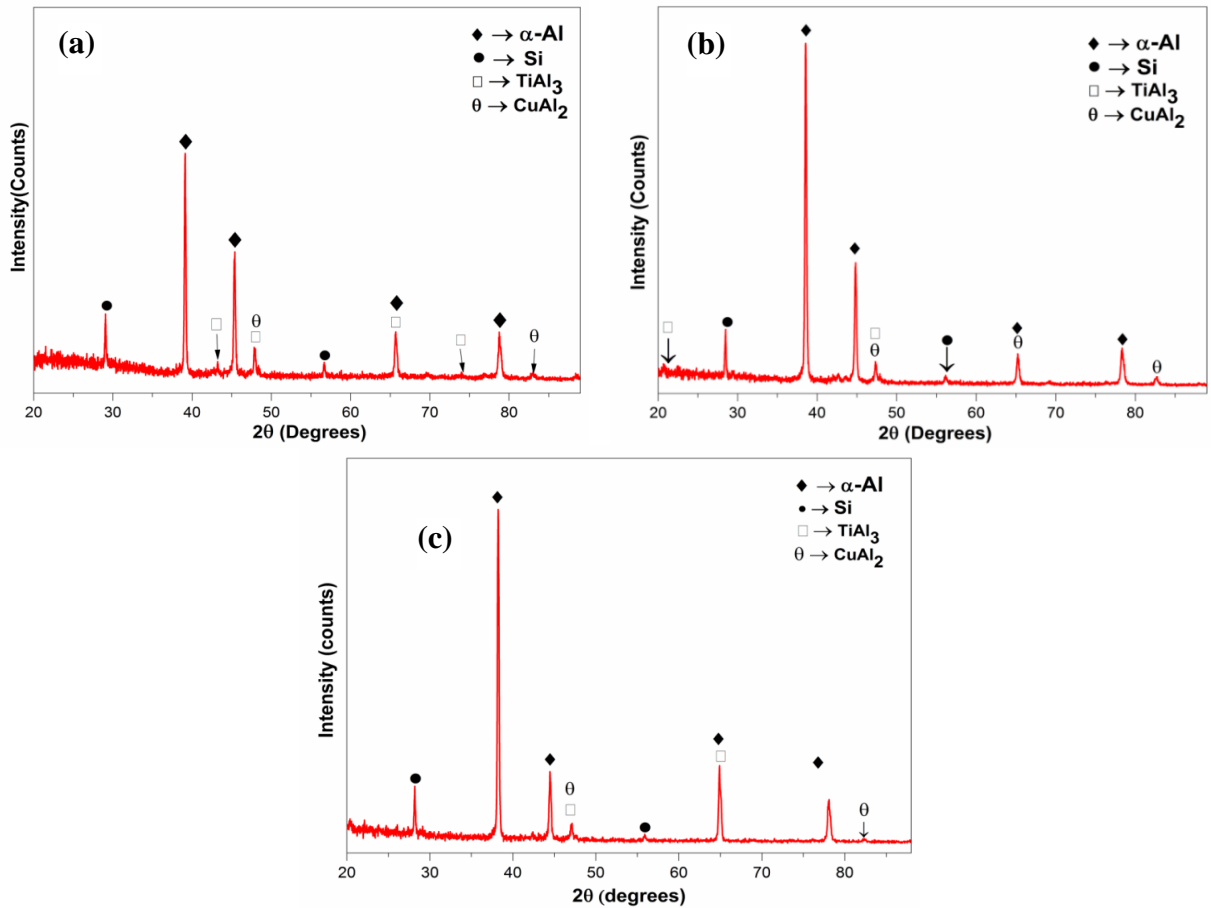 (a)
◆ → α-Al
● → Si
□ → TiAl3
θ → CuAl2
θ
θ
Intensity(Counts)
20 30 40 50 60 70 80
2θ (Degrees)
(b)
◆ → α-Al
● → Si
□ → TiAl3
θ → CuAl2
θ
θ
θ
Intensity (Counts)
20 30 40 50 60 70 80
2θ (Degrees)
(c)
◆ → α-Al
● → Si
□ → TiAl3
θ → CuAl2
θ
θ
Intensity (counts)
20 30 40 50 60 70 80
2θ (degrees)